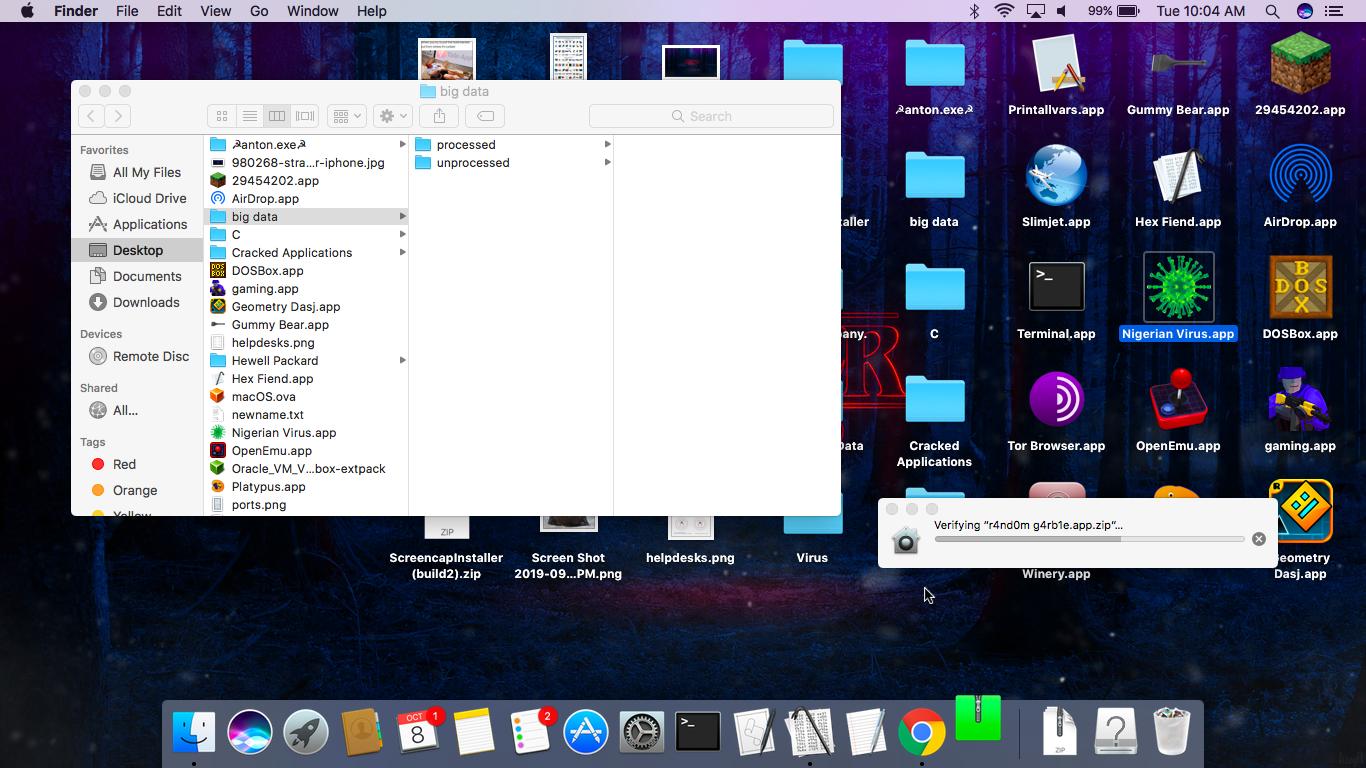 Finder File Edit View Go Window Help
99% Tue 10:04 AM
big data
Search
Favorites
All My Files
iCloud Drive
Applications
Desktop
Documents
Downloads
Devices
Remote Disc
Shared
All...
Tags
Red
Orange
Yellow
☭anton.exe☭
980268-stra...r-iphone.jpg
29454202.app
AirDrop.app
big data
C
Cracked Applications
DOSBox.app
gaming.app
Geometry Dasj.app
Gummy Bear.app
helpdesks.png
Hewell Packard
Hex Fiend.app
macOS.ova
newname.txt
Nigerian Virus.app
OpenEmu.app
Oracle_VM_V...box-extpack
Platypus.app
ports.png
processed
unprocessed
☭anton.exe☭
Printallvars.app
Gummy Bear.app
29454202.app
taller
big data
Slimjet.app
Hex Fiend.app
AirDrop.app
pany.
C
Terminal.app
Nigerian Virus.app
BOX
DOS
DOSBox.app
Data
Cracked
Applications
Tor Browser.app
OpenEmu.app
gaming.app
Verifying “r4nd0m g4rb1e.app.zip”...
ZIP
ScreencapInstaller
(build2).zip
Screen Shot
2019-09...PM.png
helpdesks.png
Virus
Winery.app
Geometry
Dasj.app
OCT
8
1
2
ZIP